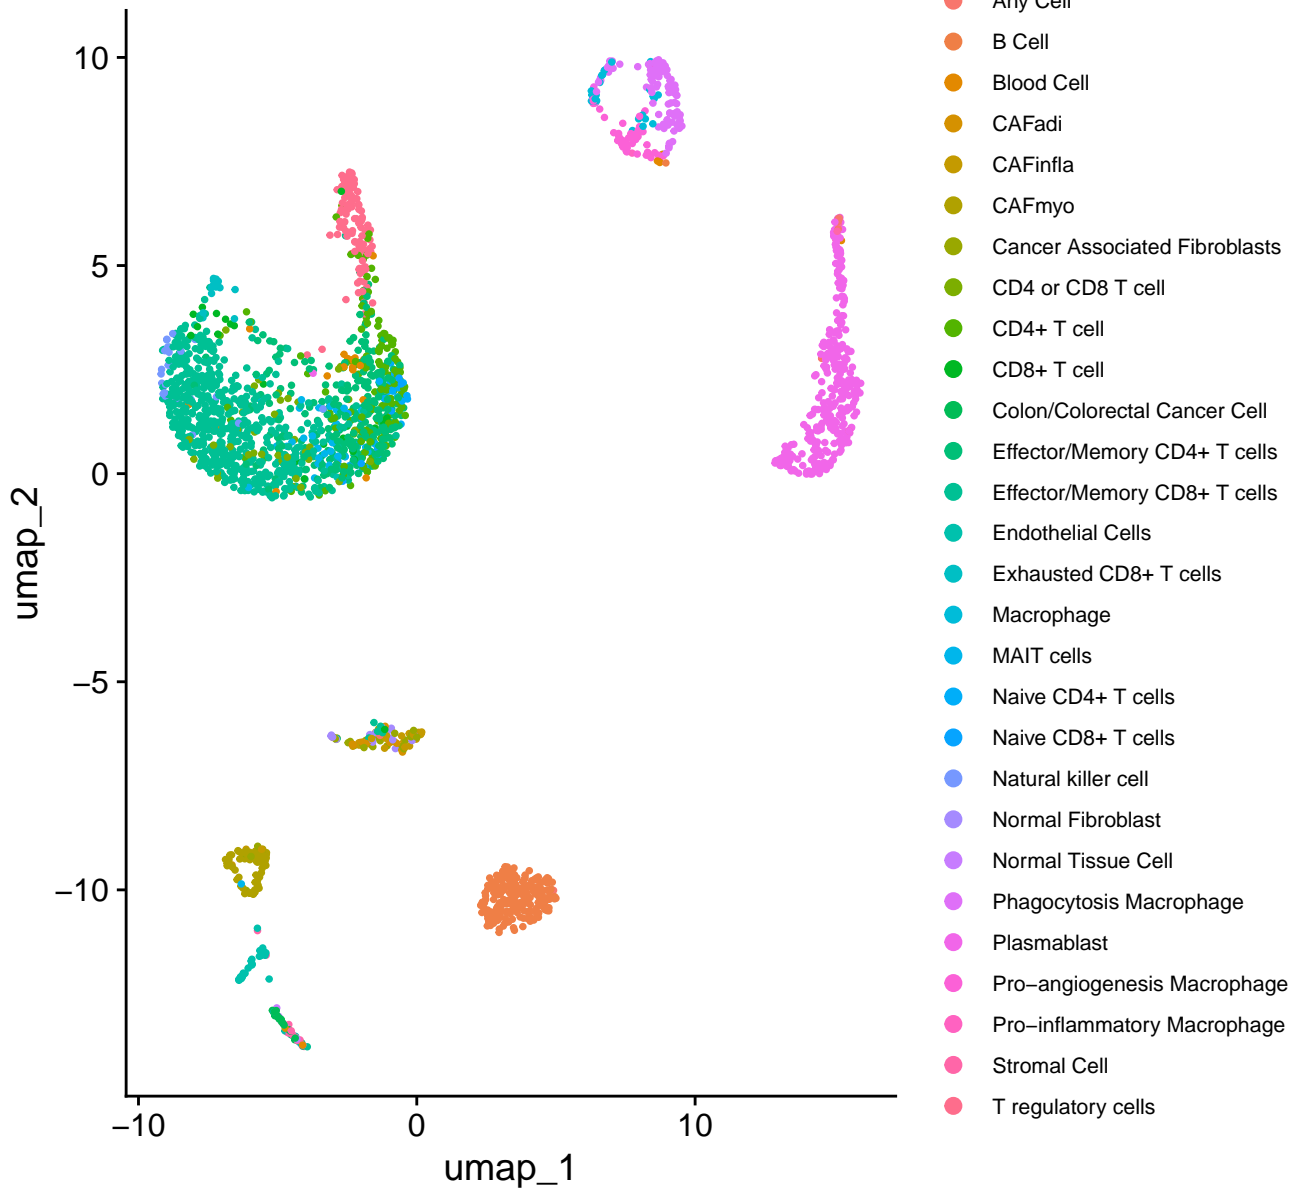 Any Cell
B Cell
Blood Cell
CAFadi
CAFinfla
CAFmyo
Cancer Associated Fibroblasts
CD4 or CD8 T cell
CD4+ T cell
CD8+ T cell
Colon/Colorectal Cancer Cell
Effector/Memory CD4+ T cells
Effector/Memory CD8+ T cells
Endothelial Cells
Exhausted CD8+ T cells
Macrophage
MAIT cells
Naive CD4+ T cells
Naive CD8+ T cells
Natural killer cell
Normal Fibroblast
Normal Tissue Cell
Phagocytosis Macrophage
Plasmablast
Pro−angiogenesis Macrophage
Pro−inflammatory Macrophage
Stromal Cell
T regulatory cells
10
5
0
−5
−10
umap_2
−10 0 10
umap_1